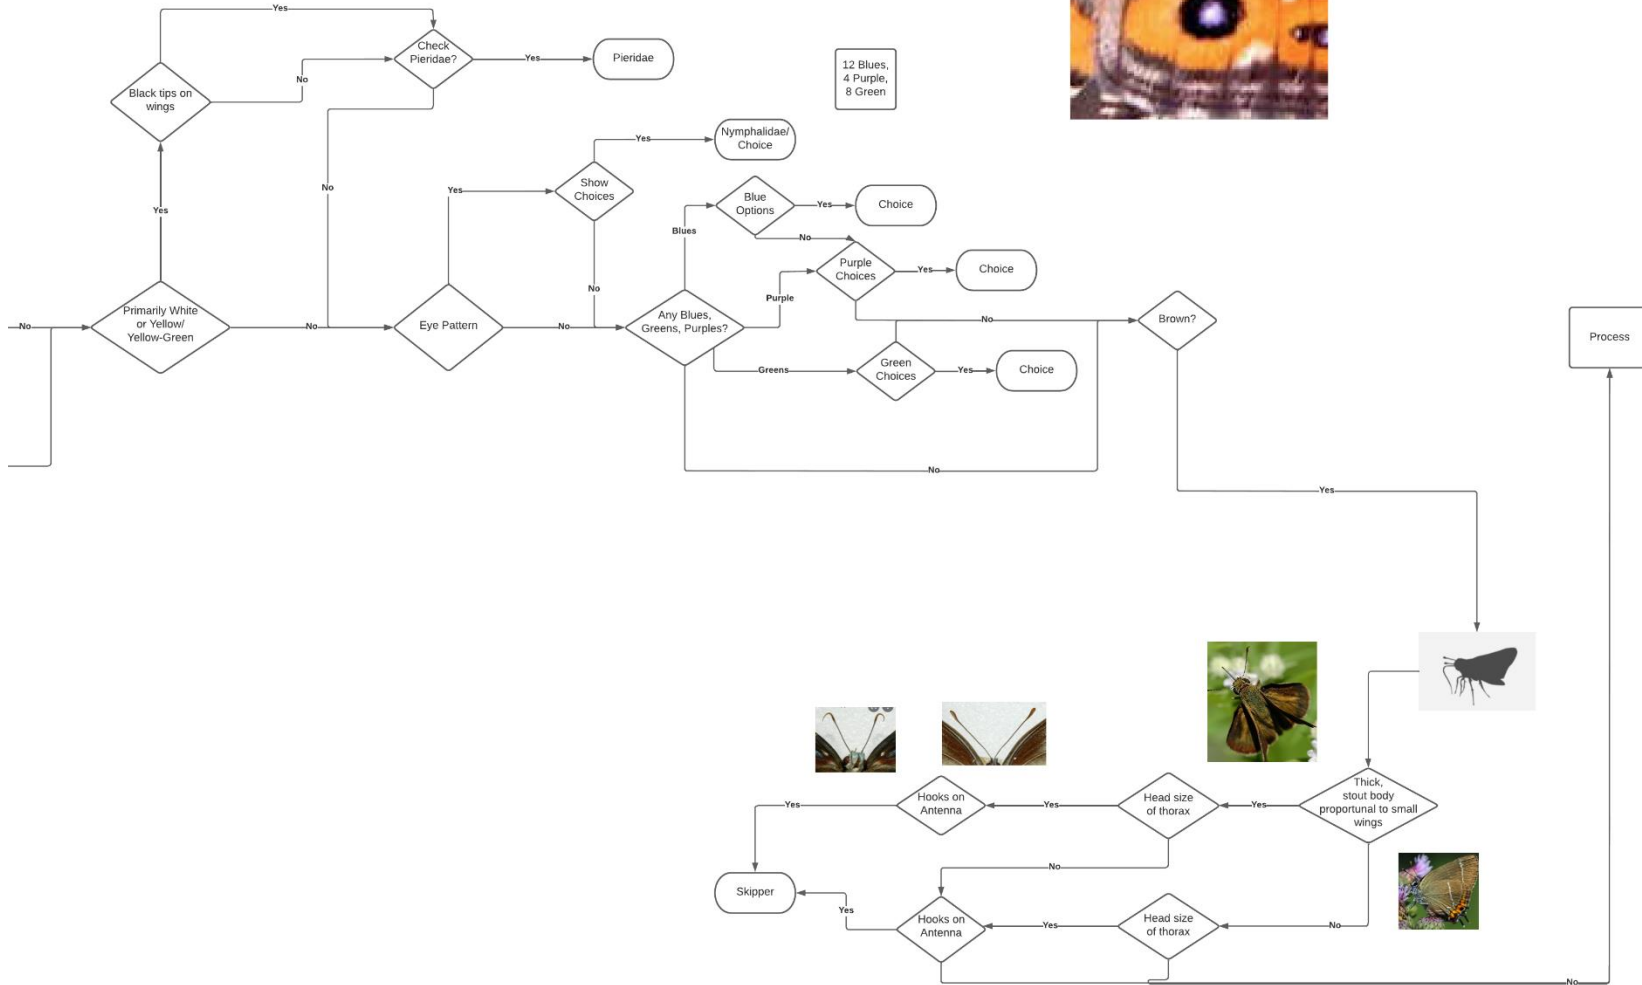 Yes
Check
Pieridae?
Yes
Pieridae
No
Black tips on
wings
12 Blues,
4 Purple,
8 Green
Yes
Nymphalidae/
Choice
Yes
Show
Choices
No
Yes
Blue
Options
Yes
Choice
Blues
No
Purple
Choices
Yes
Choice
No
Purple
No
Primarily White
or Yellow/
Yellow-Green
No
Eye Pattern
No
Any Blues,
Greens, Purples?
No
Brown?
Process
Greens
Green
Choices
Yes
Choice
No
Yes
Thick,
stout body
proportunal to small
wings
Yes
Head size
of thorax
Yes
Hooks on
Antenna
Yes
No
Skipper
Yes
Hooks on
Antenna
Yes
Head size
of thorax
No
No